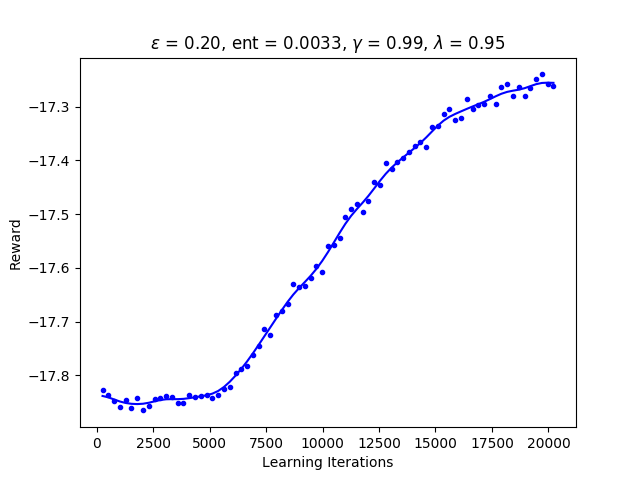 ε = 0.20, ent = 0.0033, γ = 0.99, λ = 0.95
Reward
−17.3
−17.4
−17.5
−17.6
−17.7
−17.8
0 2500 5000 7500 10000 12500 15000 17500 20000
Learning Iterations